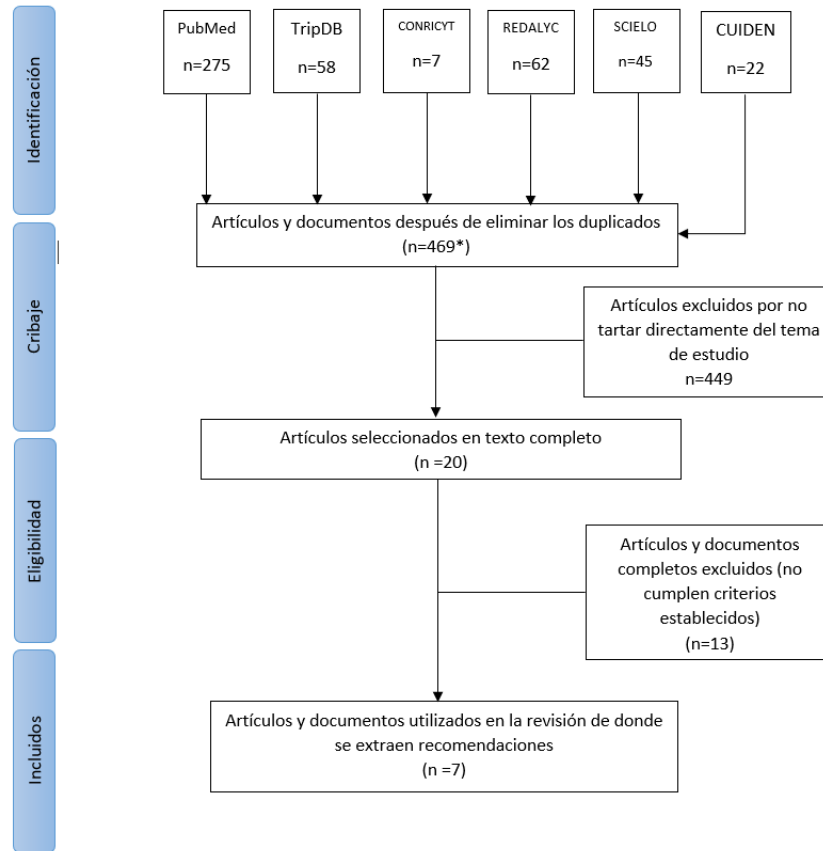 Identificación
PubMed
n=275
TripDB
n=58
CONRICYT
n=7
REDALYC
n=62
SCIELO
n=45
CUIDEN
n=22
Artículos y documentos después de eliminar los duplicados
(n=469*)
Cribaje
Artículos excluidos por no
tartar directamente del tema
de estudio
n=449
Artículos seleccionados en texto completo
(n =20)
Eligibilidad
Artículos y documentos
completos excluidos (no
cumplen criterios
establecidos)
(n=13)
Incluidos
Artículos y documentos utilizados en la revisión de donde
se extraen recomendaciones
(n =7)